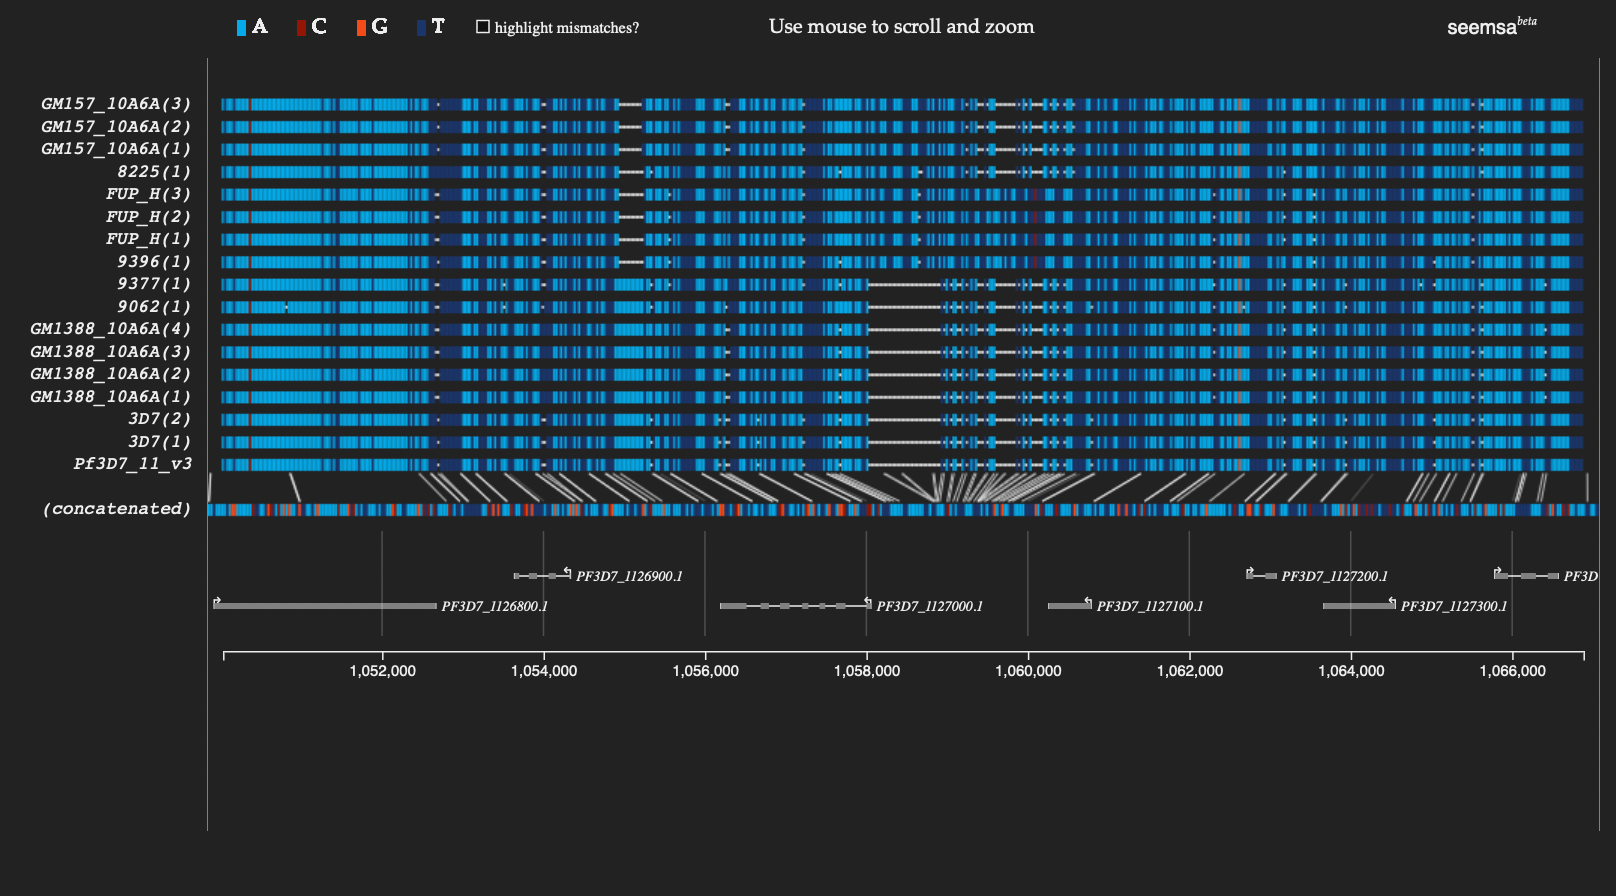 A C G T highlight mismatches? Use mouse to scroll and zoom seemsa beta
GM157_10A6A(3)
GM157_10A6A(2)
GM157_10A6A(1)
8225(1)
FUP_H(3)
FUP_H(2)
FUP_H(1)
9396(1)
9377(1)
9062(1)
GM1388_10A6A(4)
GM1388_10A6A(3)
GM1388_10A6A(2)
GM1388_10A6A(1)
3D7(2)
3D7(1)
Pf3D7_11_v3
(concatenated)
PF3D7_1126900.1 PF3D7_1127200.1 PF3D
PF3D7_1126800.1 PF3D7_1127000.1 PF3D7_1127100.1 PF3D7_1127300.1
1,052,000 1,054,000 1,056,000 1,058,000 1,060,000 1,062,000 1,064,000 1,066,000